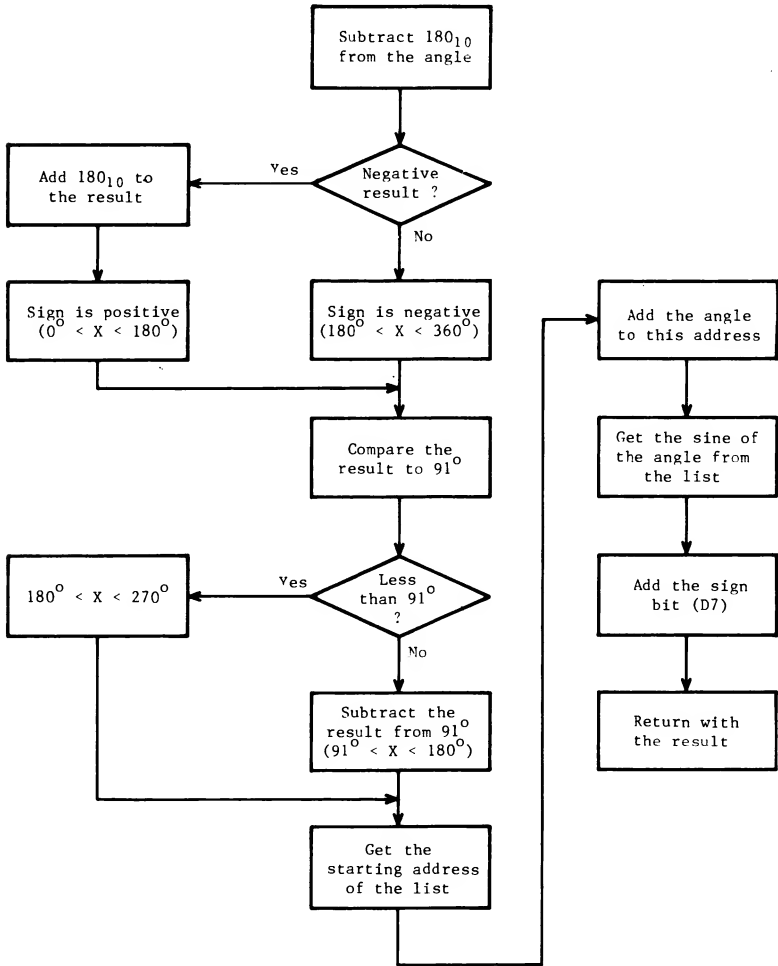 Subtract 180₁₀
from the angle
Negative
result ?
Yes
No
Add 180₁₀ to
the result
Sign is positive
(0° < X < 180°)
Sign is negative
(180° < X < 360°)
Compare the
result to 91°
Less
than 91°
?
Yes
No
180° < X < 270°
Subtract the
result from 91°
(91° < X < 180°)
Get the
starting address
of the list
Add the angle
to this address
Get the sine of
the angle from
the list
Add the sign
bit (D7)
Return with
the result